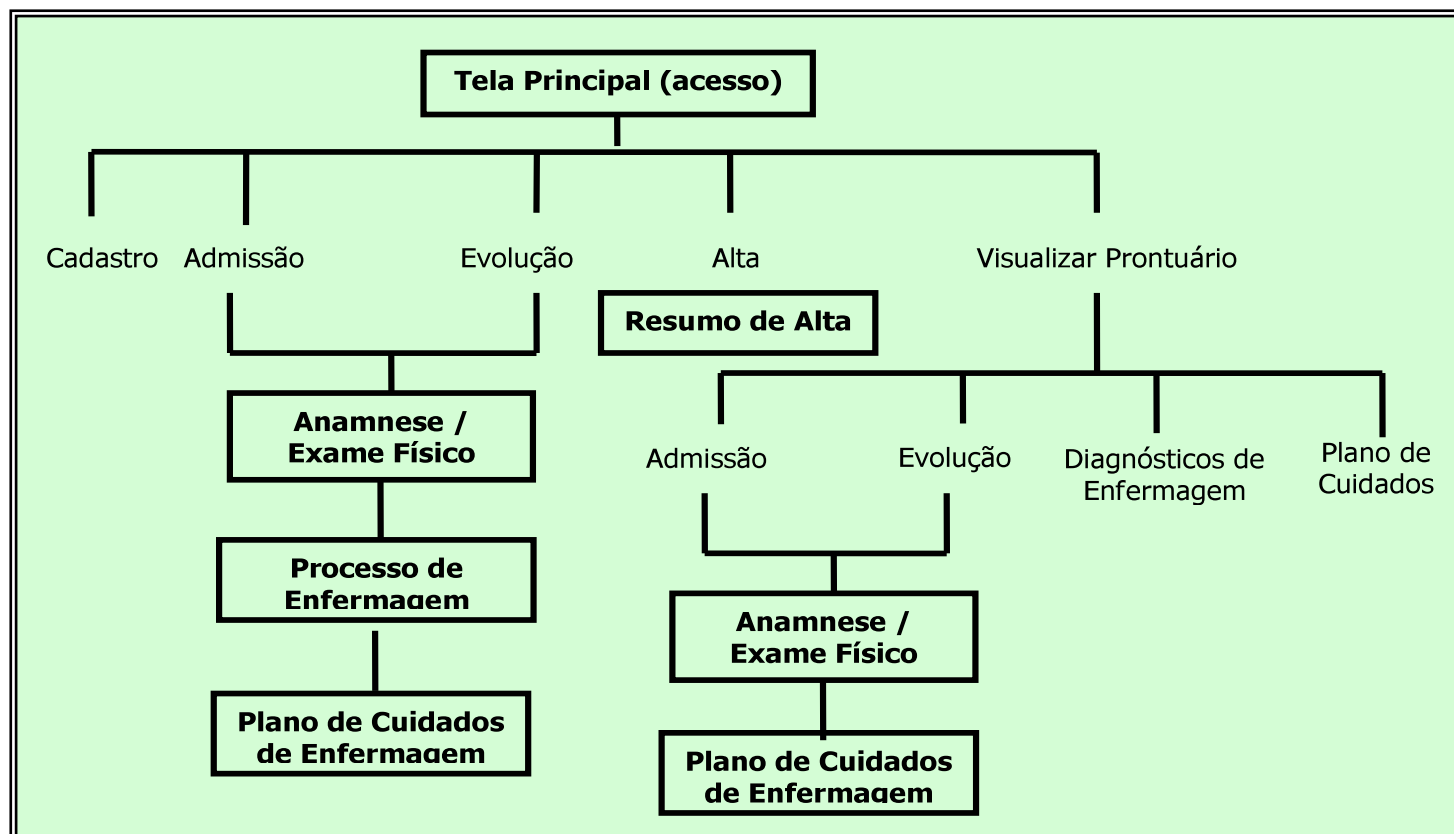 Tela Principal (acesso)
Cadastro
Admissão
Evolução
Alta
Visualizar Prontuário
Resumo de Alta
Anamnese /
Exame Físico
Processo de
Enfermagem
Plano de Cuidados
de Enfermagem
Admissão
Evolução
Diagnósticos de
Enfermagem
Plano de
Cuidados
Anamnese /
Exame Físico
Plano de Cuidados
de Enfermagem